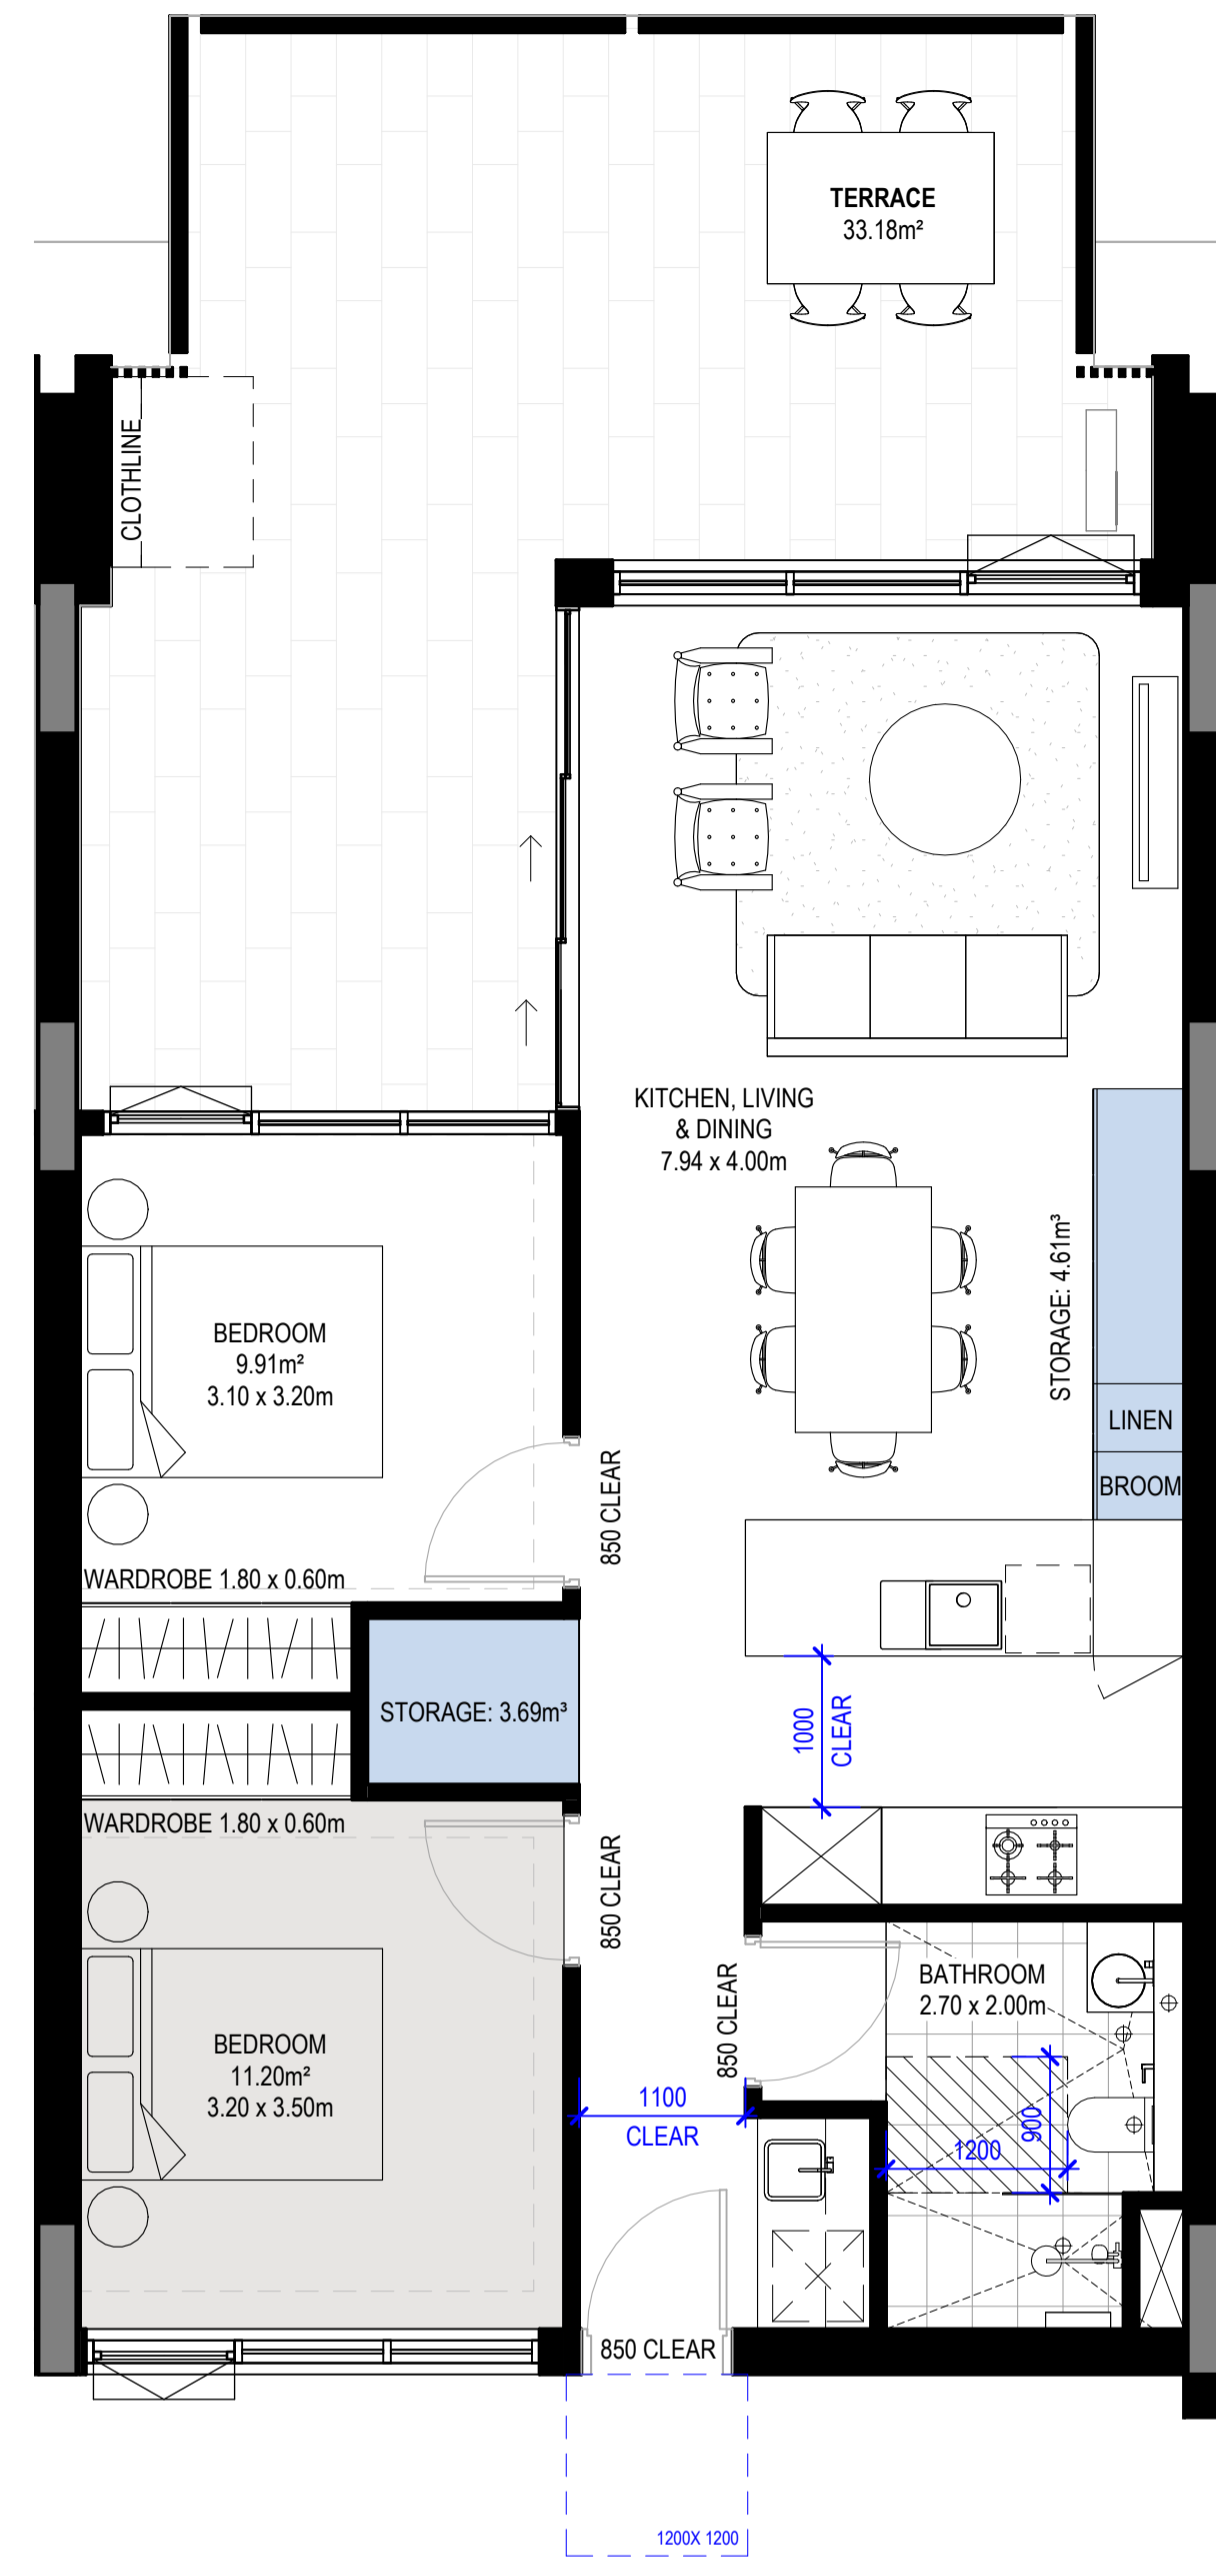 TERRACE
33.18m²
CLOTHLINE
KITCHEN, LIVING
& DINING
7.94 x 4.00m
STORAGE: 4.61m³
BEDROOM
9.91m²
3.10 x 3.20m
LINEN
BROOM
850 CLEAR
WARDROBE 1.80 x 0.60m
STORAGE: 3.69m³
1000
CLEAR
WARDROBE 1.80 x 0.60m
850 CLEAR
BATHROOM
2.70 x 2.00m
850 CLEAR
BEDROOM
11.20m²
3.20 x 3.50m
1100
CLEAR
900
1200
850 CLEAR
1200X 1200